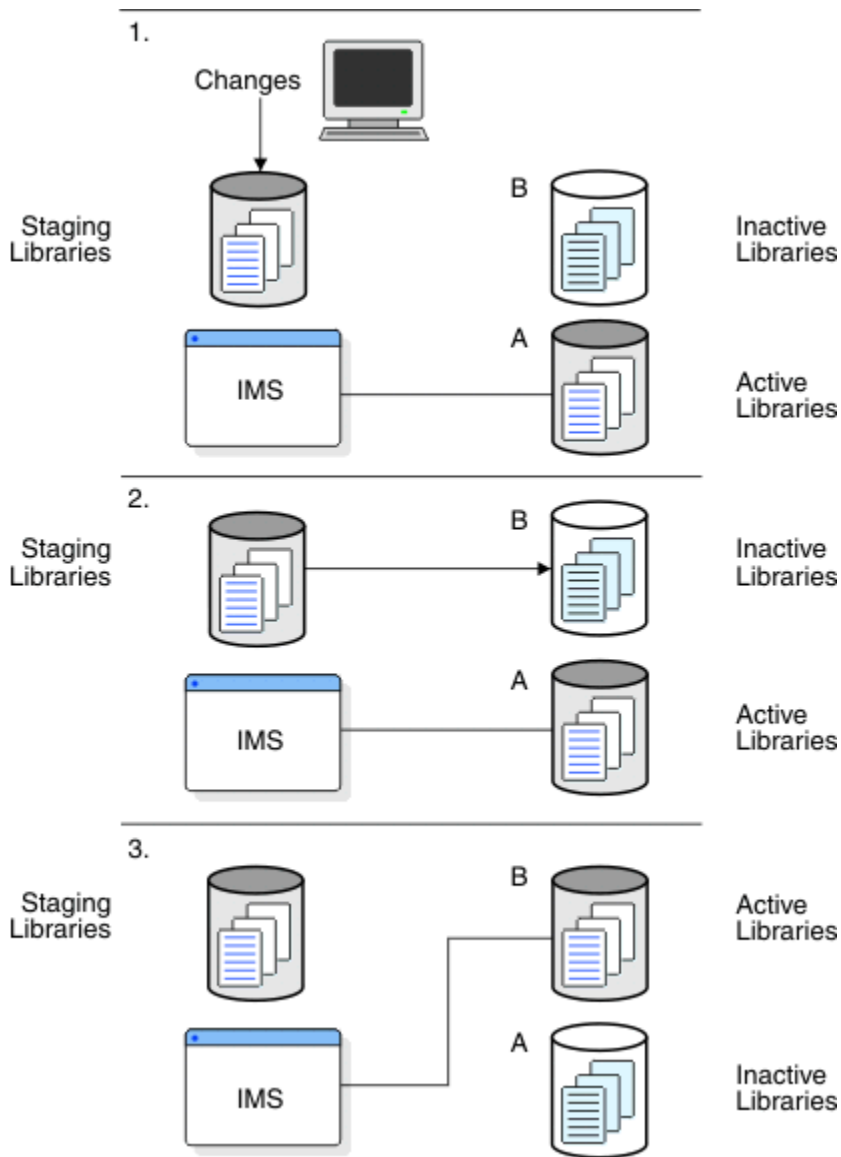 1.
Changes
Staging
Libraries
B
Inactive
Libraries
IMS
A
Active
Libraries
2.
Staging
Libraries
B
Inactive
Libraries
IMS
A
Active
Libraries
3.
Staging
Libraries
B
Active
Libraries
IMS
A
Inactive
Libraries